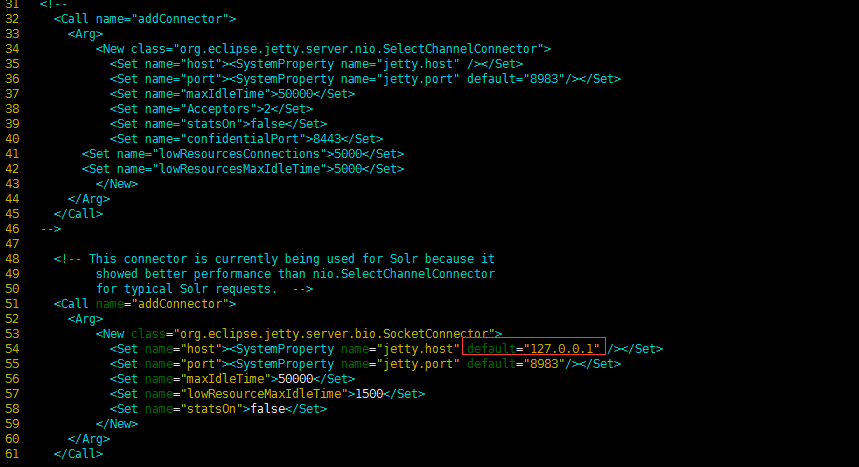 31   <!--
32     <Call name="addConnector">
33       <Arg>
34           <New class="org.eclipse.jetty.server.nio.SelectChannelConnector">
35             <Set name="host"><SystemProperty name="jetty.host" /></Set>
36             <Set name="port"><SystemProperty name="jetty.port" default="8983"/></Set>
37             <Set name="maxIdleTime">50000</Set>
38             <Set name="Acceptors">2</Set>
39             <Set name="statsOn">false</Set>
40             <Set name="confidentialPort">8443</Set>
41         <Set name="lowResourcesConnections">5000</Set>
42         <Set name="lowResourcesMaxIdleTime">5000</Set>
43           </New>
44       </Arg>
45     </Call>
46   -->
47
48     <!-- This connector is currently being used for Solr because it
49           showed better performance than nio.SelectChannelConnector
50           for typical Solr requests.  -->
51     <Call name="addConnector">
52       <Arg>
53           <New class="org.eclipse.jetty.server.bio.SocketConnector">
54             <Set name="host"><SystemProperty name="jetty.host" default="127.0.0.1" /></Set>
55             <Set name="port"><SystemProperty name="jetty.port" default="8983"/></Set>
56             <Set name="maxIdleTime">50000</Set>
57             <Set name="lowResourceMaxIdleTime">1500</Set>
58             <Set name="statsOn">false</Set>
59           </New>
60       </Arg>
61     </Call>